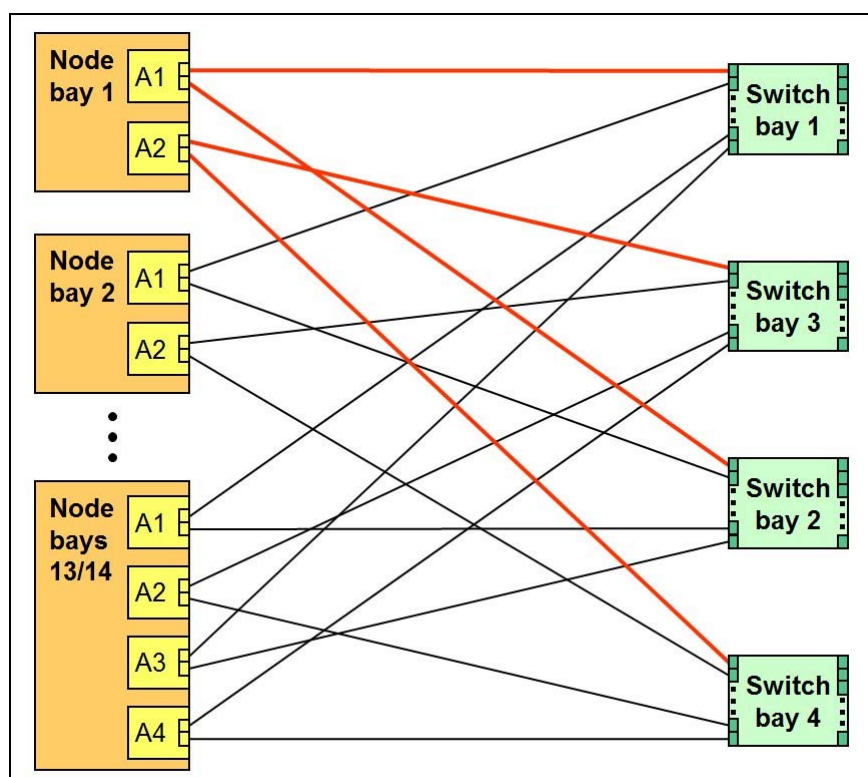 Node
bay 1
A1
A2
Node
bay 2
A1
A2
Node
bays
13/14
A1
A2
A3
A4
Switch
bay 1
Switch
bay 3
Switch
bay 2
Switch
bay 4